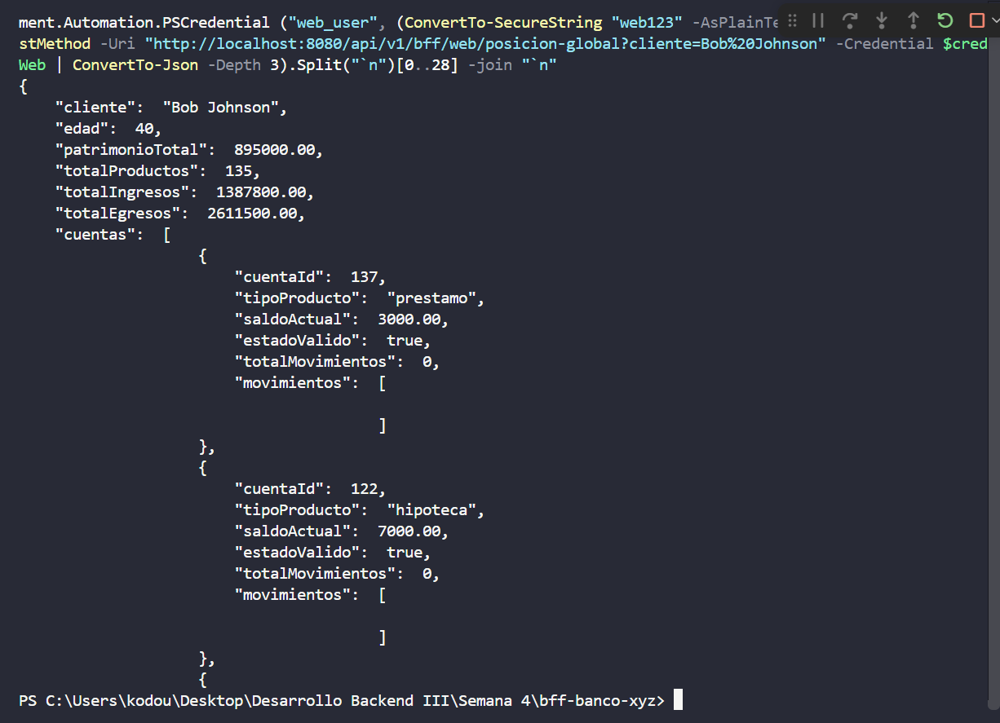 ment.Automation.PSCredential ("web_user", (ConvertTo-SecureString "web123" -AsPlainTe
stMethod -Uri "http://localhost:8080/api/v1/bff/web/posicion-global?cliente=Bob%20Johnson" -Credential $cred
Web | ConvertTo-Json -Depth 3).Split("`n")[0..28] -join "`n"
{
    "cliente":  "Bob Johnson",
    "edad":  40,
    "patrimonioTotal":  895000.00,
    "totalProductos":  135,
    "totalIngresos":  1387800.00,
    "totalEgresos":  2611500.00,
    "cuentas":  [
                    {
                        "cuentaId":  137,
                        "tipoProducto":  "prestamo",
                        "saldoActual":  3000.00,
                        "estadoValido":  true,
                        "totalMovimientos":  0,
                        "movimientos":  [
                                        ]
                    },
                    {
                        "cuentaId":  122,
                        "tipoProducto":  "hipoteca",
                        "saldoActual":  7000.00,
                        "estadoValido":  true,
                        "totalMovimientos":  0,
                        "movimientos":  [
                                        ]
                    },
                    {
PS C:\Users\kodou\Desktop\Desarrollo Backend III\Semana 4\bff-banco-xyz>